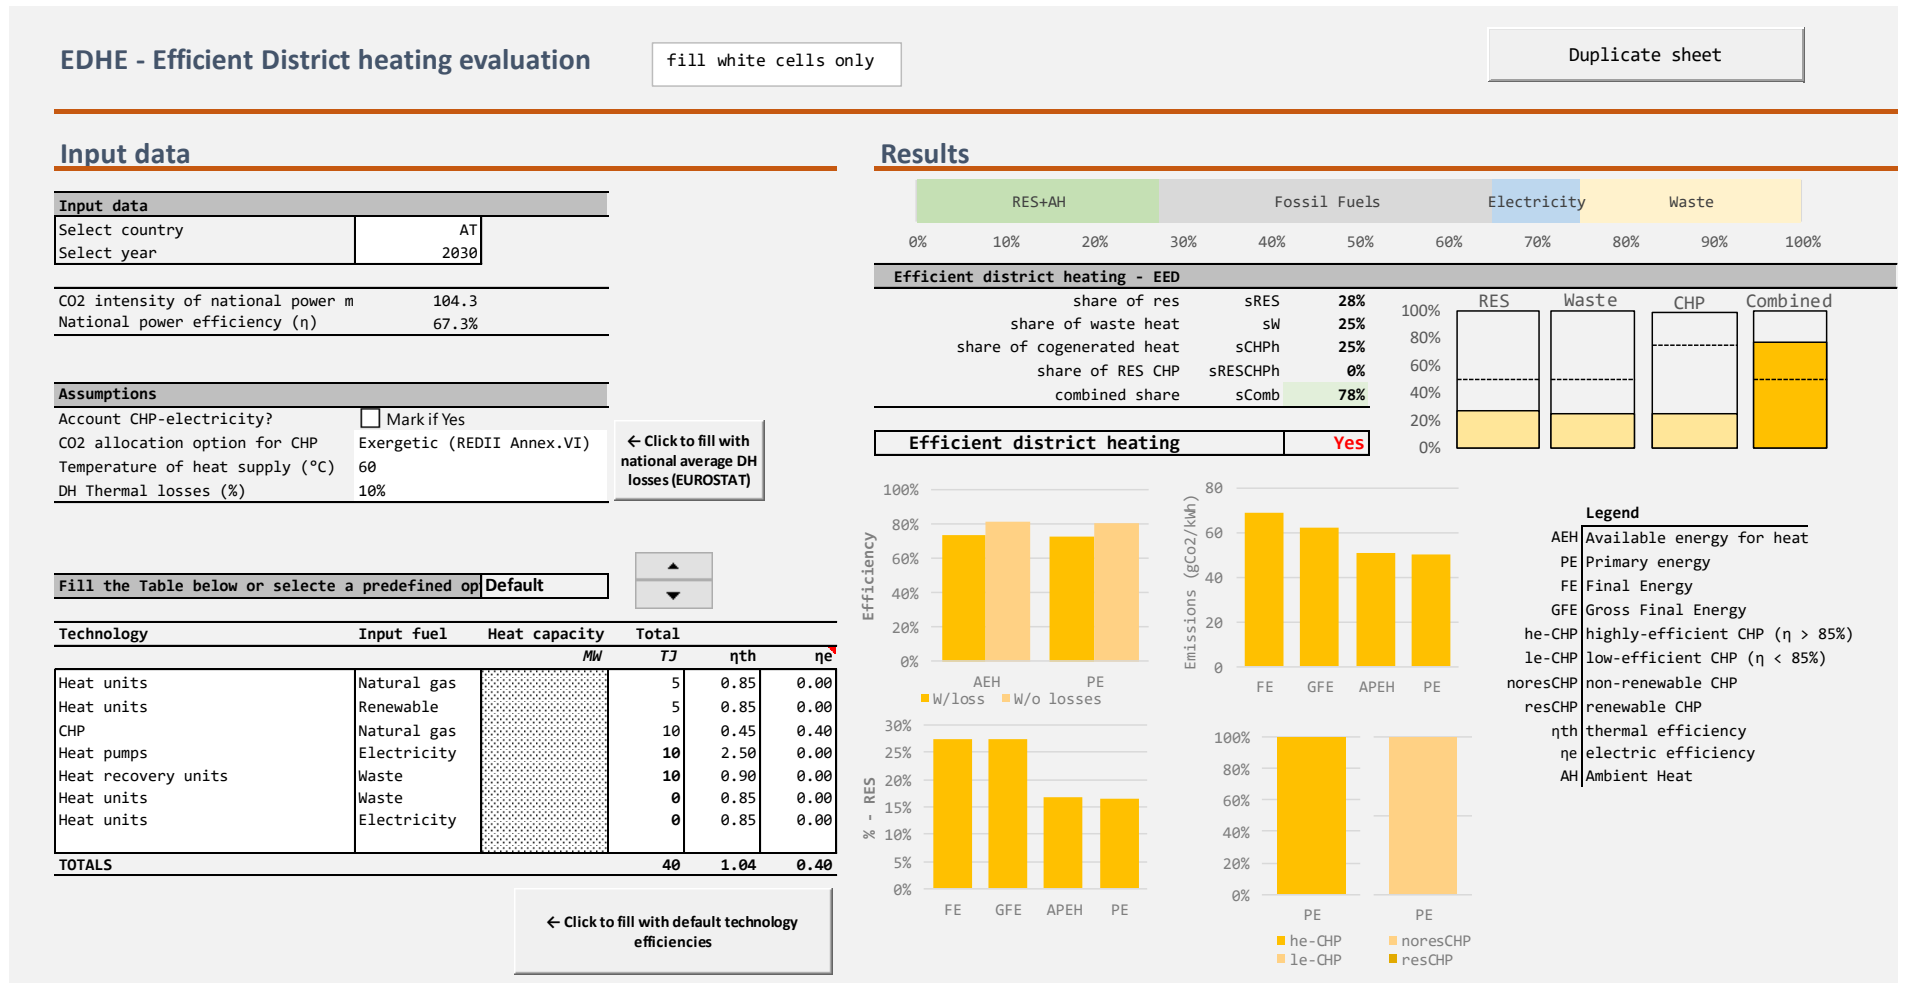 EDHE - Efficient District heating evaluation
fill white cells only
Duplicate sheet
Input data
Input data
Select country AT
Select year 2030
CO2 intensity of national power m 104.3
National power efficiency (η) 67.3%
Assumptions
Account CHP-electricity? Mark if Yes
CO2 allocation option for CHP Exergetic (REDII Annex.VI)
Temperature of heat supply (ºC) 60
DH Thermal losses (%) 10%
← Click to fill with
national average DH
losses (EUROSTAT)
Fill the Table below or selecte a predefined op Default
Technology Input fuel Heat capacity Total
MW TJ ηth ηe
Heat units Natural gas 5 0.85 0.00
Heat units Renewable 5 0.85 0.00
CHP Natural gas 10 0.45 0.40
Heat pumps Electricity 10 2.50 0.00
Heat recovery units Waste 10 0.90 0.00
Heat units Waste 0 0.85 0.00
Heat units Electricity 0 0.85 0.00
TOTALS 40 1.04 0.40
← Click to fill with default technology
efficiencies
Results
RES+AH Fossil Fuels Electricity Waste
0% 10% 20% 30% 40% 50% 60% 70% 80% 90% 100%
Efficient district heating - EED
share of res sRES 28%
share of waste heat sW 25%
share of cogenerated heat sCHPh 25%
share of RES CHP sRESCHPh 0%
combined share sComb 78%
Efficient district heating Yes
RES Waste CHP Combined
100%
80%
60%
40%
20%
0%
Efficiency
100%
80%
60%
40%
20%
0%
AEH PE
W/loss W/o losses
Emissions (gCo2/kWh)
80
60
40
20
0
FE GFE APEH PE
% - RES
30%
25%
20%
15%
10%
5%
0%
FE GFE APEH PE
100%
80%
60%
40%
20%
0%
PE PE
he-CHP noresCHP
le-CHP resCHP
Legend
AEH Available energy for heat
PE Primary energy
FE Final Energy
GFE Gross Final Energy
he-CHP highly-efficient CHP (η > 85%)
le-CHP low-efficient CHP (η < 85%)
noresCHP non-renewable CHP
resCHP renewable CHP
ηth thermal efficiency
ηe electric efficiency
AH Ambient Heat